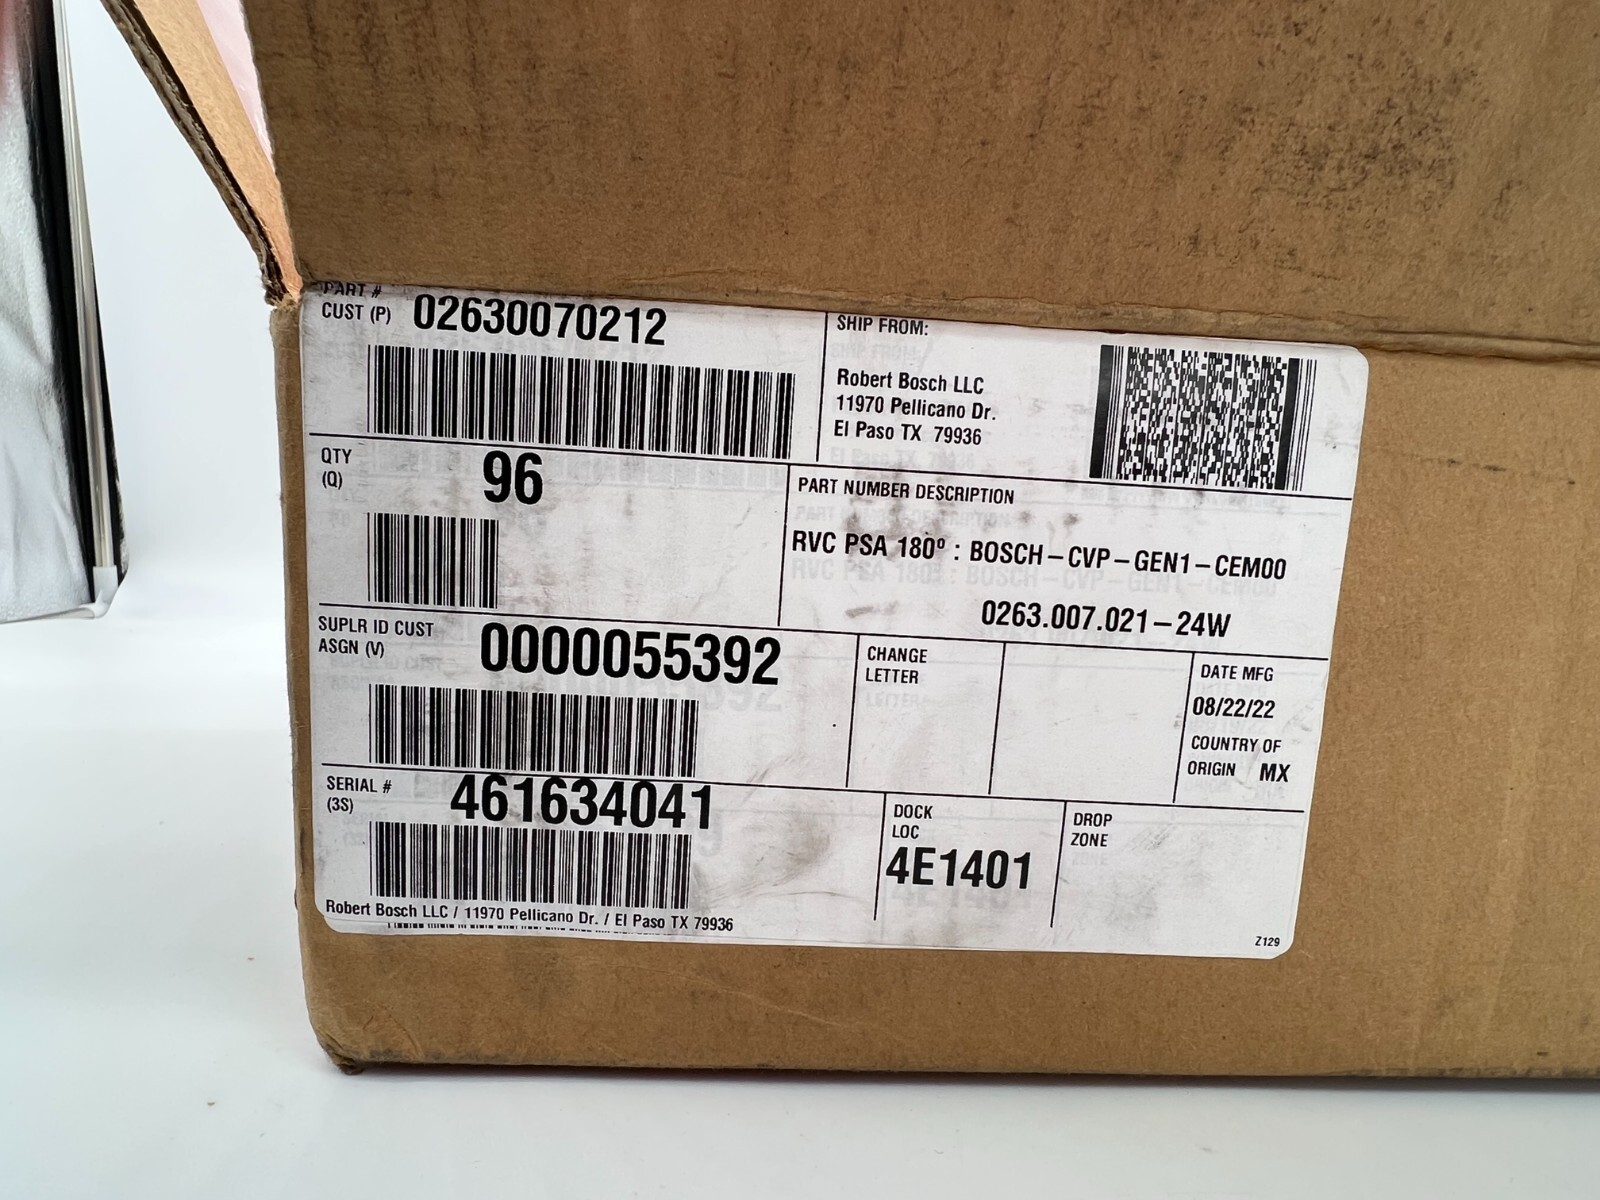 PART #
CUST (P) 02630070212
SHIP FROM:
Robert Bosch LLC
11970 Pellicano Dr.
El Paso TX 79936
QTY
(Q) 96
PART NUMBER DESCRIPTION
RVC PSA 180º : BOSCH-CVP-GEN1-CEM00
0263.007.021-24W
SUPLR ID CUST
ASGN (V) 0000055392
CHANGE
LETTER
DATE MFG
08/22/22
COUNTRY OF
ORIGIN MX
SERIAL #
(3S) 461634041
DOCK
LOC
4E1401
DROP
ZONE
Robert Bosch LLC / 11970 Pellicano Dr. / El Paso TX 79936
Z129